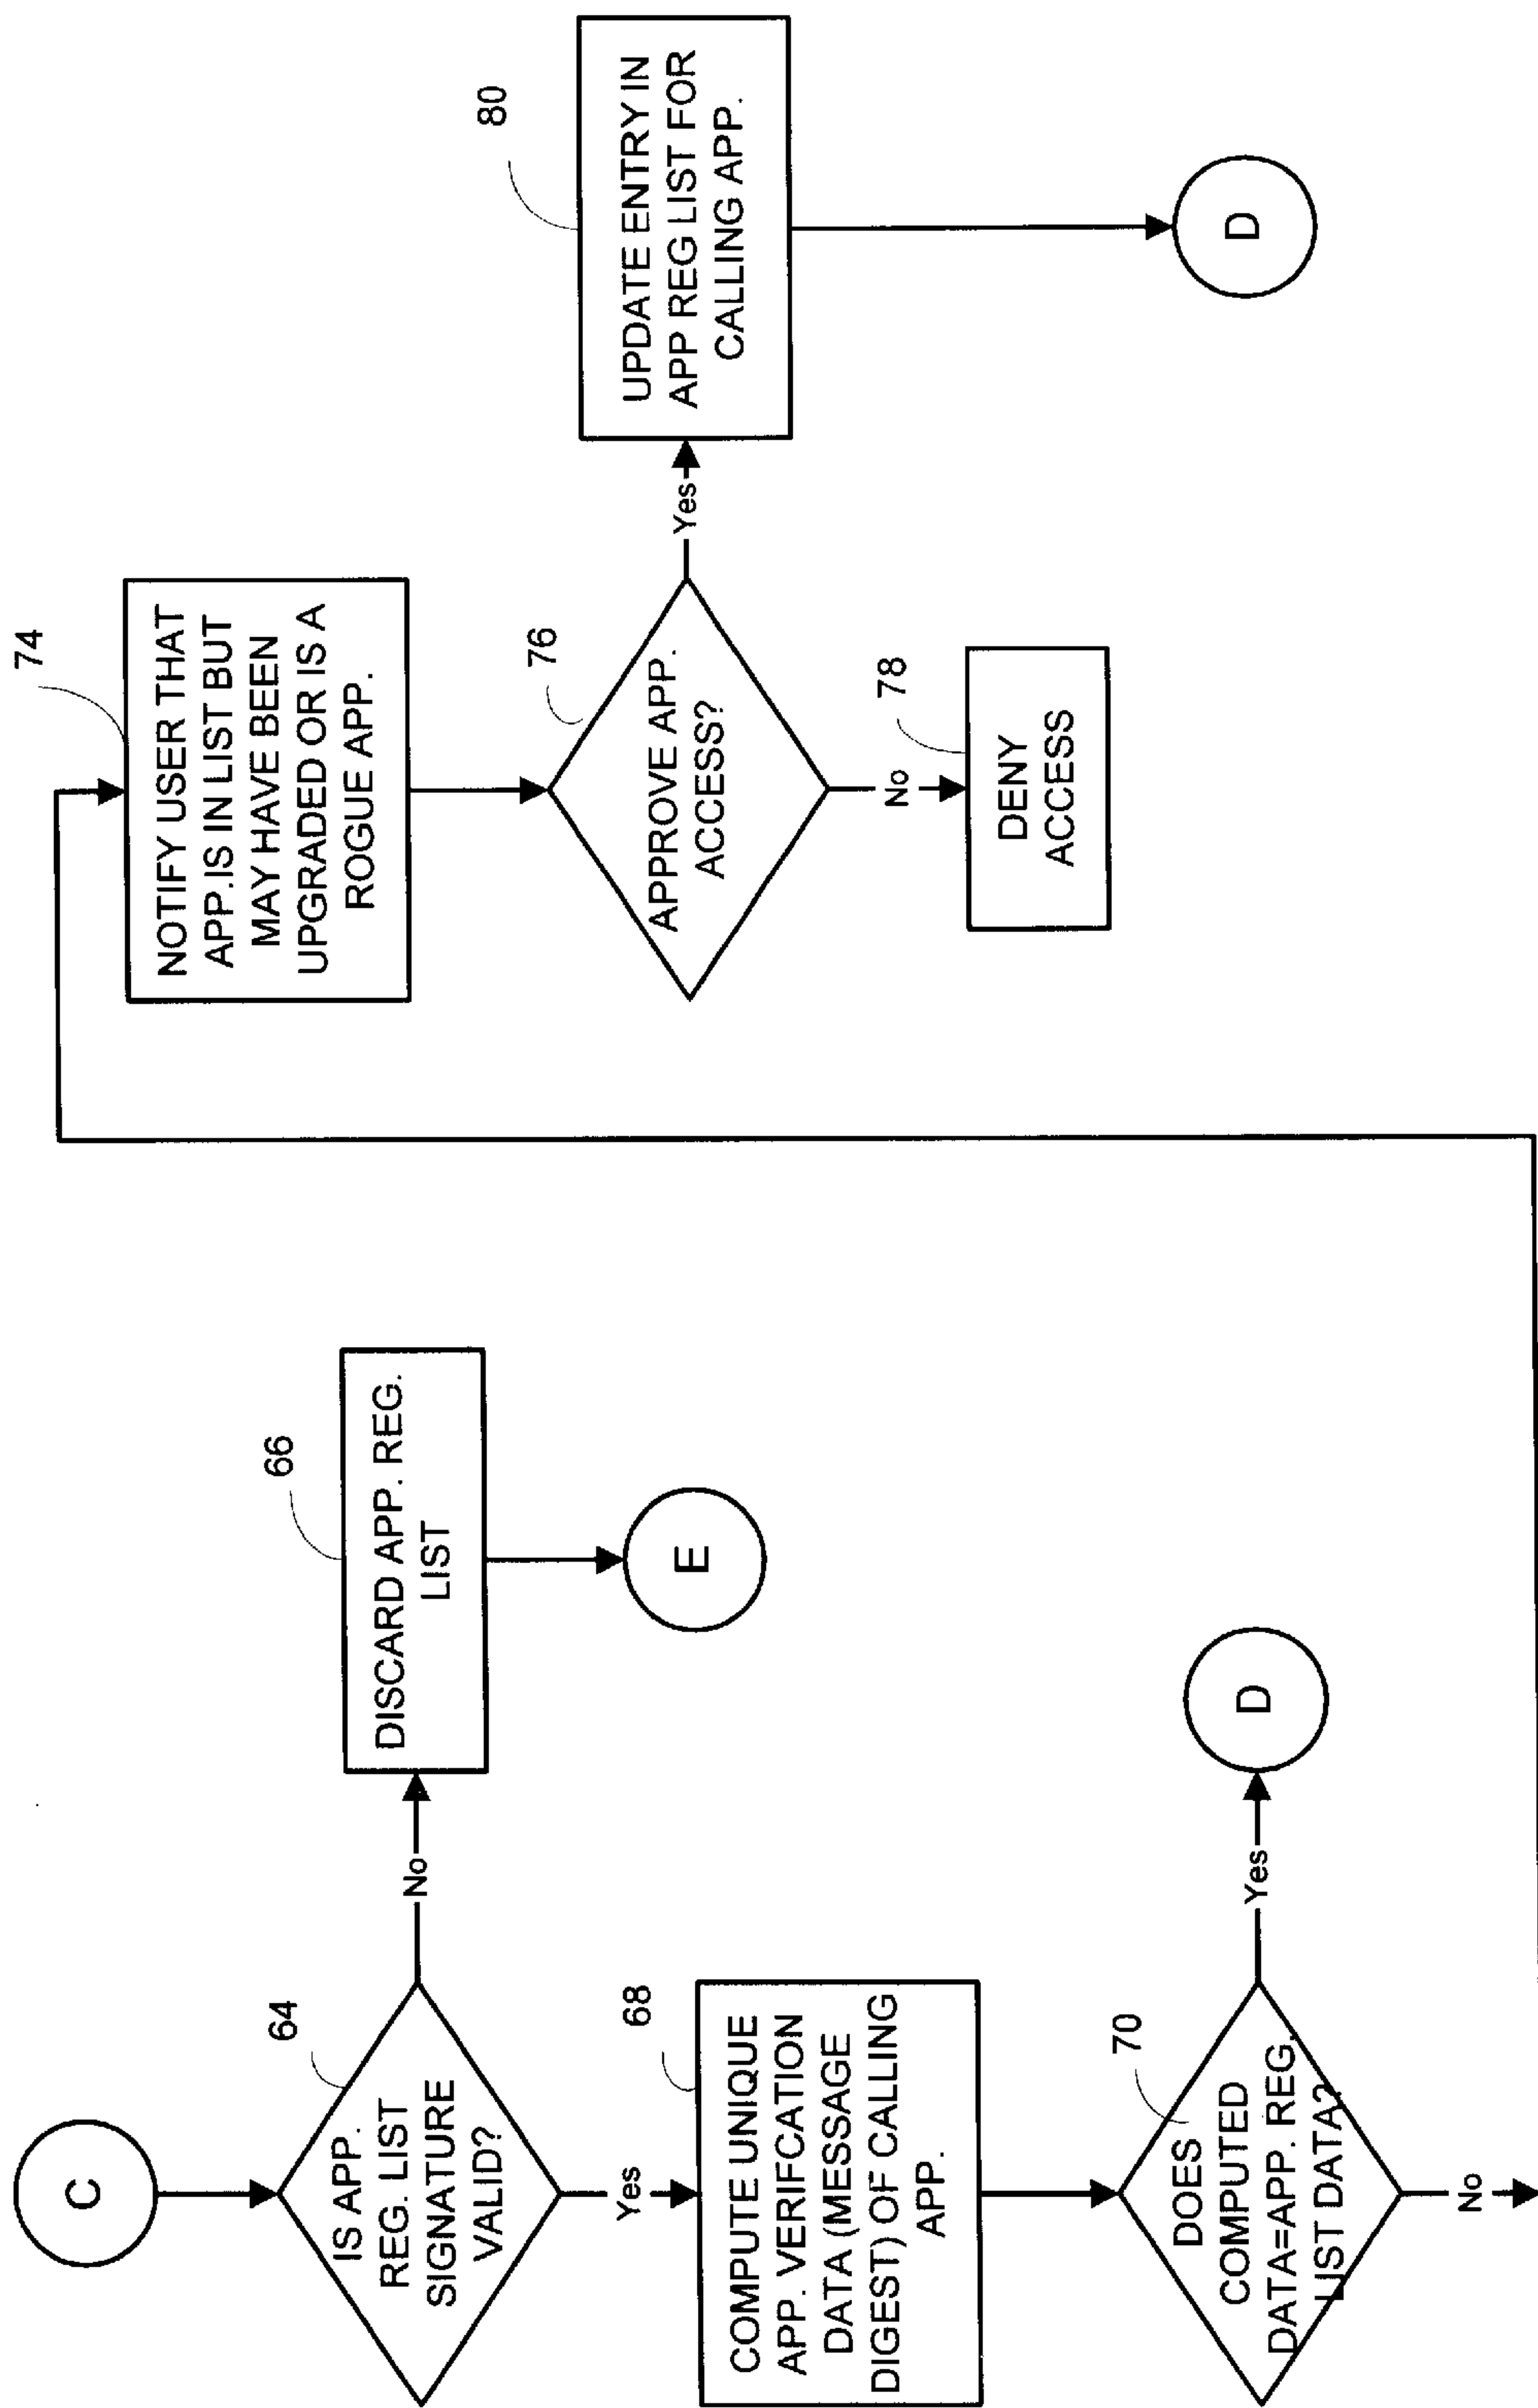 C
64
IS APP.
REG. LIST
SIGNATURE
VALID?
No
66
DISCARD APP. REG.
LIST
E
Yes
68
COMPUTE UNIQUE
APP. VERIFCATION
DATA (MESSAGE
DIGEST) OF CALLING
APP.
70
DOES
COMPUTED
DATA=APP. REG.
LIST DATA?
Yes
D
No
74
NOTIFY USER THAT
APP.IS IN LIST BUT
MAY HAVE BEEN
UPGRADED OR IS A
ROGUE APP.
76
APPROVE APP.
ACCESS?
No
78
DENY
ACCESS
Yes
80
UPDATE ENTRY IN
APP REG LIST FOR
CALLING APP.
D